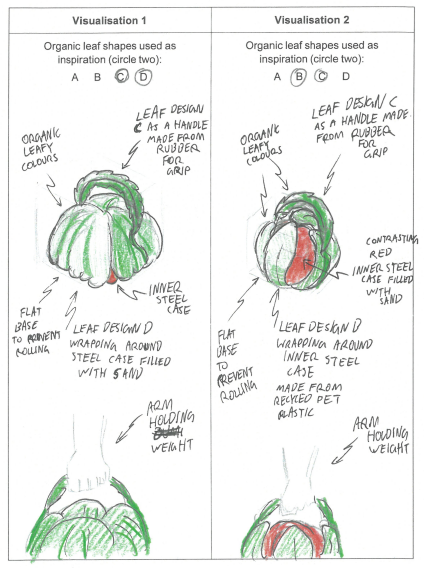 Visualisation 1
Organic leaf shapes used as
inspiration (circle two):
A B C D
ORGANIC
LEAFY
COLOURS
LEAF DESIGN
C AS A HANDLE
MADE FROM
RUBBER
FOR
GRIP
FLAT
BASE
TO PREVENT
ROLLING
LEAF DESIGN D
WRAPPING AROUND
STEEL CASE FILLED
WITH SAND
INNER
STEEL
CASE
ARM
HOLDING
WEIGHT
Visualisation 2
Organic leaf shapes used as
inspiration (circle two):
A B C D
ORGANIC
LEAFY
COLOURS
LEAF DESIGN C
AS A HANDLE MADE
FROM RUBBER
FOR
GRIP
CONTRASTING
RED
INNER STEEL
CASE FILLED
WITH
SAND
FLAT
BASE
TO
PREVENT
ROLLING
LEAF DESIGN D
WRAPPING AROUND
INNER STEEL
CASE
MADE FROM
RECYCLED PET
PLASTIC
ARM
HOLDING
WEIGHT